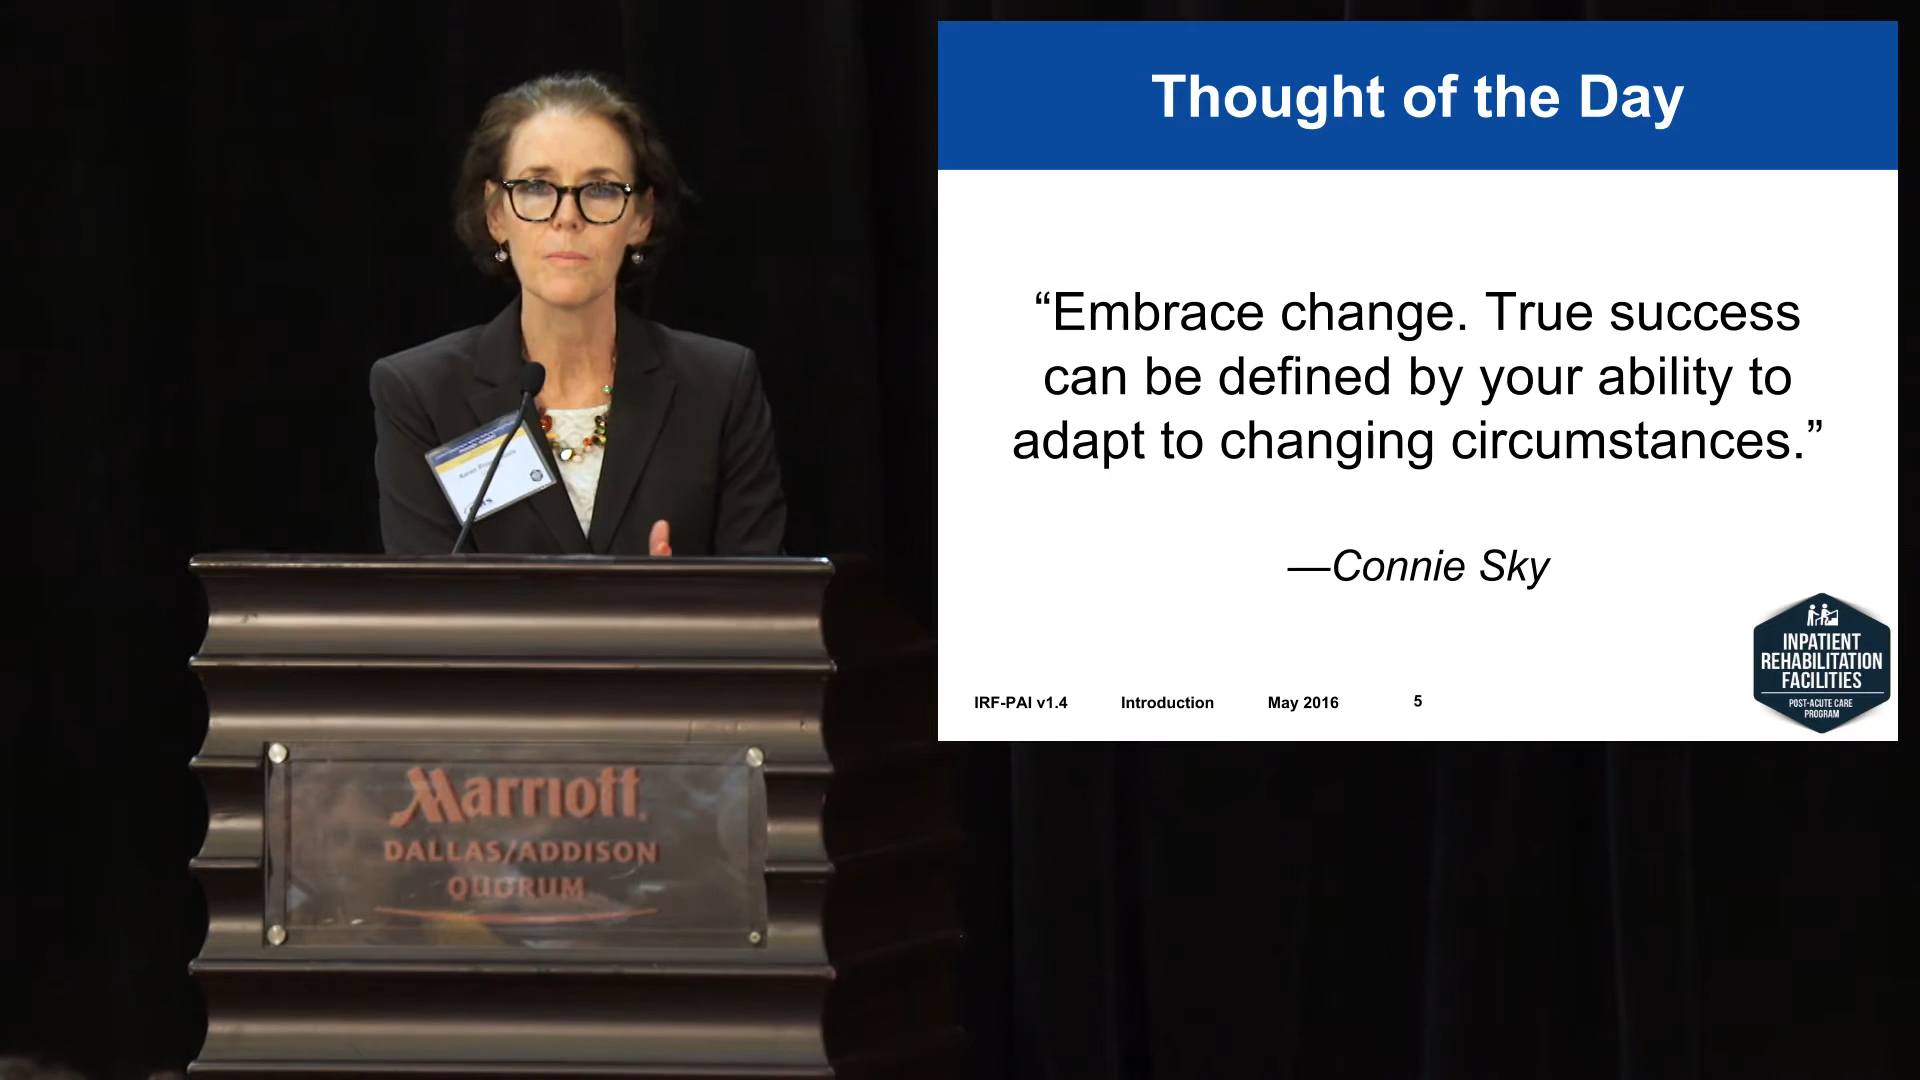 Thought of the Day
“Embrace change. True success
can be defined by your ability to
adapt to changing circumstances.”
—Connie Sky
IRF-PAI v1.4 Introduction May 2016 5
INPATIENT
REHABILITATION
FACILITIES
POST-ACUTE CARE
PROGRAM
Karen
Marriott
DALLAS/ADDISON
QUORUM